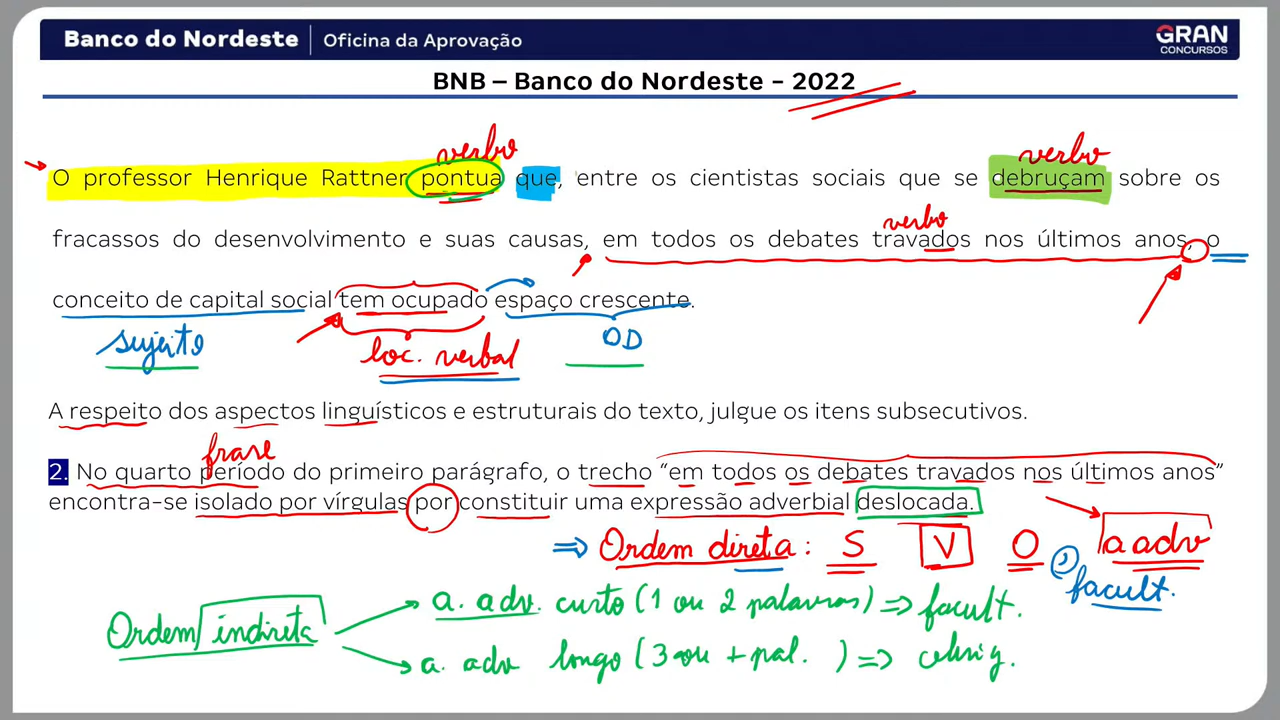 Banco do Nordeste | Oficina da Aprovação
GRAN
CONCURSOS
BNB – Banco do Nordeste – 2022
verbo
verbo
O professor Henrique Rattner pontua que, entre os cientistas sociais que se debruçam sobre os
verbo
fracassos do desenvolvimento e suas causas, em todos os debates travados nos últimos anos, o
conceito de capital social tem ocupado espaço crescente.
sujeito
loc. verbal
OD
A respeito dos aspectos linguísticos e estruturais do texto, julgue os itens subsecutivos.
frase
2. No quarto período do primeiro parágrafo, o trecho “em todos os debates travados nos últimos anos”
encontra-se isolado por vírgulas por constituir uma expressão adverbial deslocada.
⇒ Ordem direta: S V O (,) a adv
facult.
a. adv. curto (1 ou 2 palavras) ⇒ facult.
Ordem indireta
a. adv longo (3 ou + pal. ) ⇒ obrig.